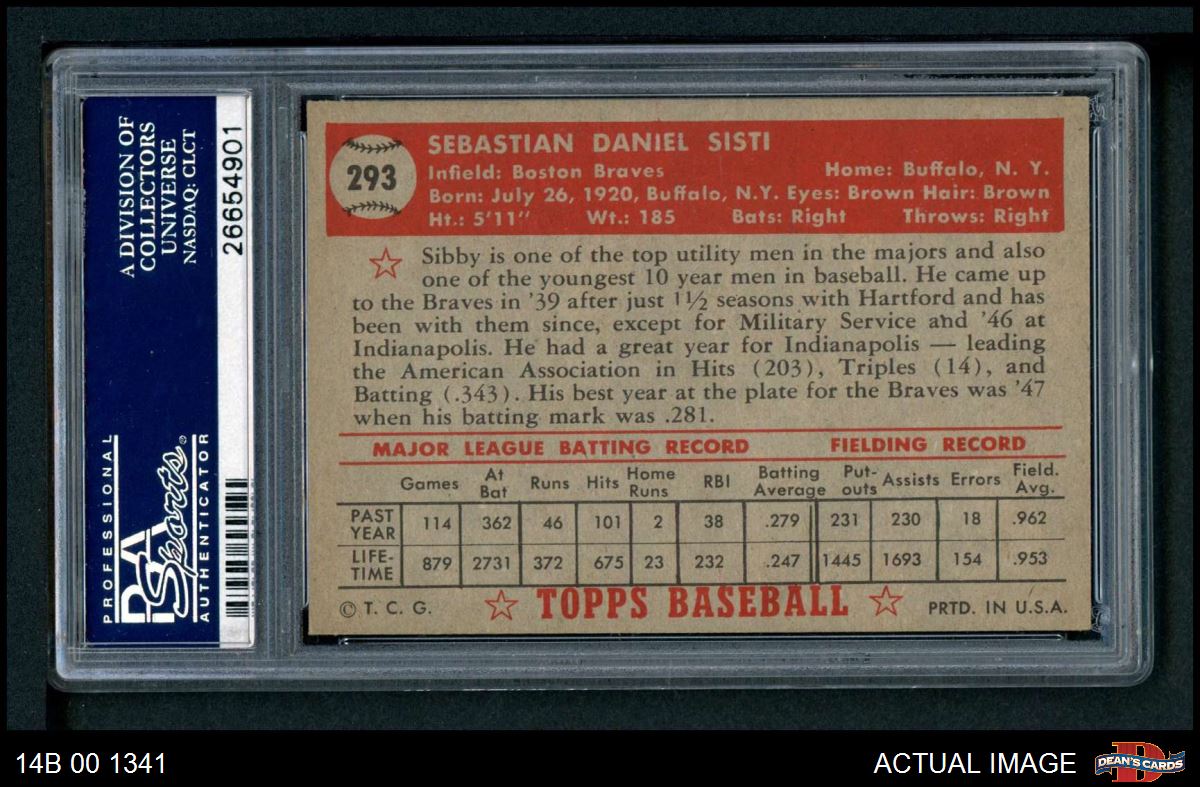 A DIVISION OF
COLLECTORS
UNIVERSE
NASDAQ: CLCT
26654901
PROFESSIONAL
PSA
Sports®
AUTHENTICATOR
293
SEBASTIAN DANIEL SISTI
Infield: Boston Braves Home: Buffalo, N. Y.
Born: July 26, 1920, Buffalo, N.Y. Eyes: Brown Hair: Brown
Ht.: 5'11" Wt.: 185 Bats: Right Throws: Right
Sibby is one of the top utility men in the majors and also
one of the youngest 10 year men in baseball. He came up
to the Braves in '39 after just 1½ seasons with Hartford and has
been with them since, except for Military Service and '46 at
Indianapolis. He had a great year for Indianapolis — leading
the American Association in Hits (203), Triples (14), and
Batting (.343). His best year at the plate for the Braves was '47
when his batting mark was .281.
MAJOR LEAGUE BATTING RECORD FIELDING RECORD
Games At Bat Runs Hits Home Runs RBI Batting Average Put-outs Assists Errors Field. Avg.
PAST YEAR 114 362 46 101 2 38 .279 231 230 18 .962
LIFE-TIME 879 2731 372 675 23 232 .247 1445 1693 154 .953
© T. C. G. TOPPS BASEBALL PRTD. IN U.S.A.
14B 00 1341 ACTUAL IMAGE
DEAN'S CARDS